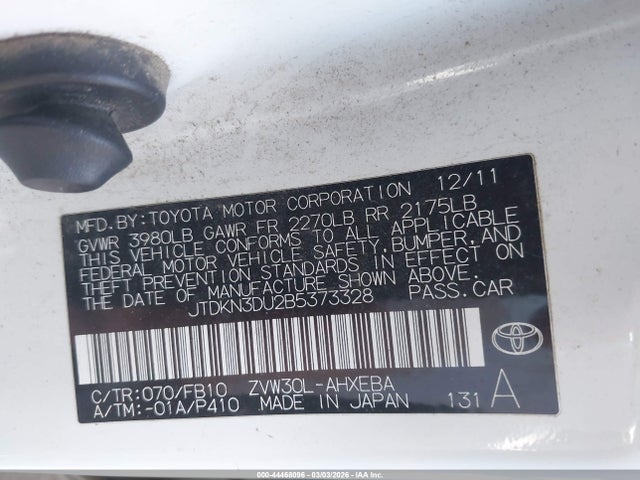 MFD.BY:TOYOTA MOTOR CORPORATION 12/11
GVWR 3980LB GAWR FR 2270LB RR 2175LB
THIS VEHICLE CONFORMS TO ALL APPLICABLE
FEDERAL MOTOR VEHICLE SAFETY,BUMPER,AND
THEFT PREVENTION STANDARDS IN EFFECT ON
THE DATE OF MANUFACTURE SHOWN ABOVE.
JTDKN3DU2B5373328 PASS.CAR
C/TR:070/FB10 ZVW30L-AHXEBA
A/TM:-01A/P410 MADE IN JAPAN 131 A
000-44468096 - 03/03/2026 - IAA Inc.